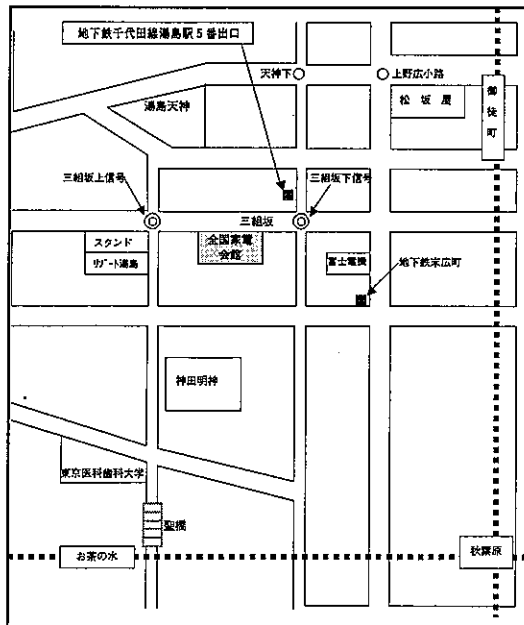 地下鉄千代田線湯島駅5番出口
天神下
上野広小路
御徒町
松坂屋
湯島天神
三組坂上信号
三組坂下信号
三組坂
スタンド
リゾート湯島
全国家電
会館
富士電機
地下鉄末広町
神田明神
東京医科歯科大学
聖橋
お茶の水
秋葉原